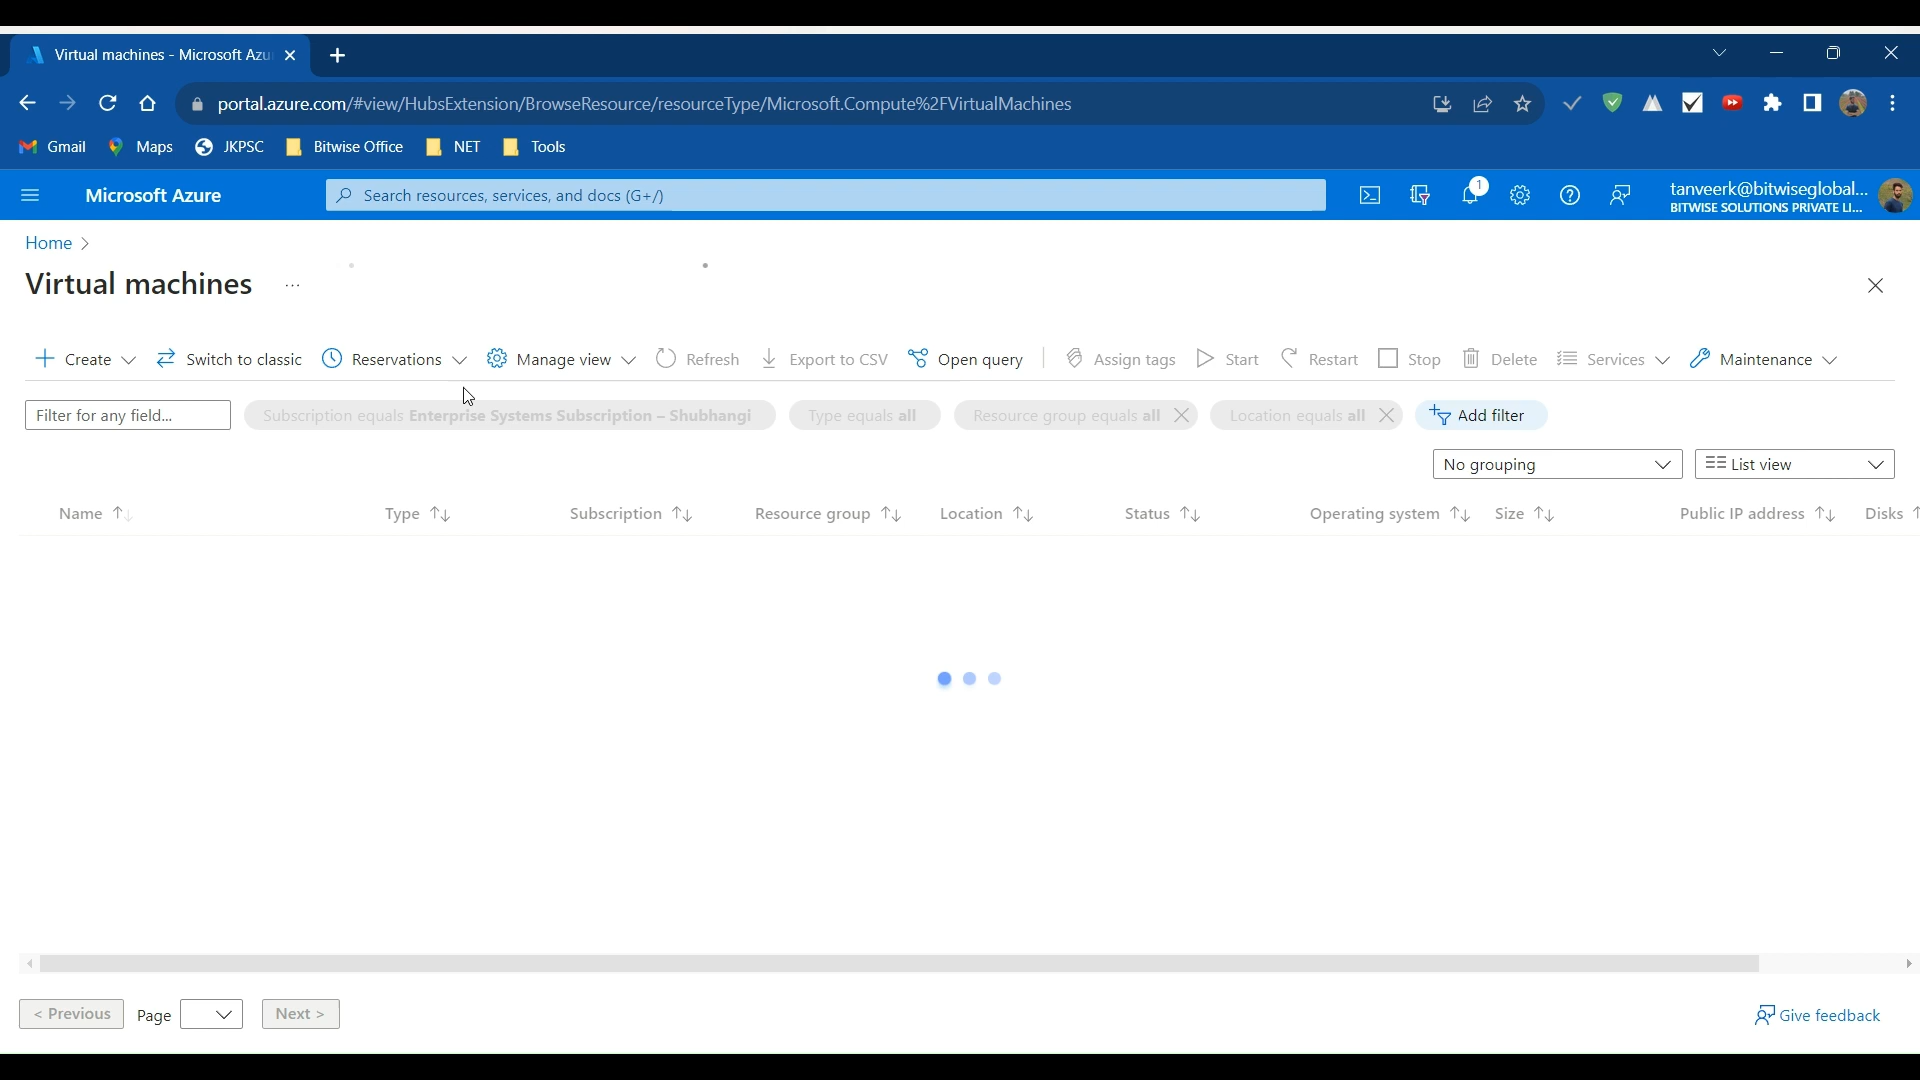 Virtual machines - Microsoft Azu
portal.azure.com/#view/HubsExtension/BrowseResource/resourceType/Microsoft.Compute%2FVirtualMachines
Gmail Maps JKPSC Bitwise Office NET Tools
Microsoft Azure Search resources, services, and docs (G+/) 1 tanveerk@bitwiseglobal...
BITWISE SOLUTIONS PRIVATE LI...
Home >
Virtual machines ...
Create Switch to classic Reservations Manage view Refresh Export to CSV Open query Assign tags Start Restart Stop Delete Services Maintenance
Filter for any field... Subscription equals Enterprise Systems Subscription – Shubhangi Type equals all Resource group equals all Location equals all Add filter
No grouping List view
Name Type Subscription Resource group Location Status Operating system Size Public IP address Disks
< Previous Page Next > Give feedback